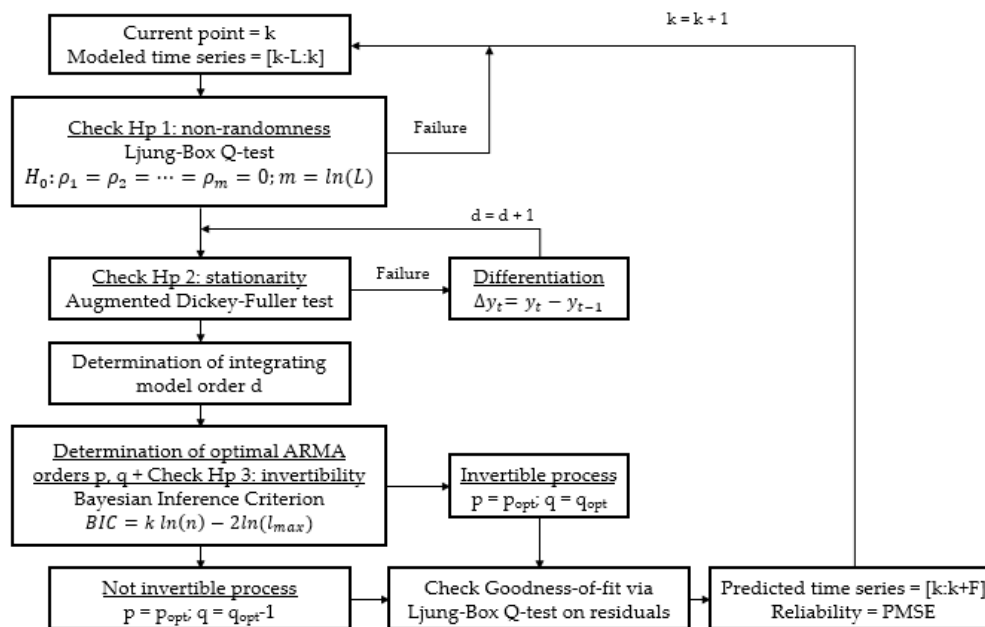 k = k + 1
Current point = k
Modeled time series = [k-L:k]
Check Hp 1: non-randomness
Ljung-Box Q-test
H₀: ρ₁ = ρ₂ = ⋯ = ρₘ = 0; m = ln(L)
Failure
d = d + 1
Check Hp 2: stationarity
Augmented Dickey-Fuller test
Failure
Differentiation
Δyₜ = yₜ − yₜ₋₁
Determination of integrating
model order d
Determination of optimal ARMA
orders p, q + Check Hp 3: invertibility
Bayesian Inference Criterion
BIC = k ln(n) − 2ln(lₘₐₓ)
Invertible process
p = pₒₚₜ; q = qₒₚₜ
Not invertible process
p = pₒₚₜ; q = qₒₚₜ-1
Check Goodness-of-fit via
Ljung-Box Q-test on residuals
Predicted time series = [k:k+F]
Reliability = PMSE